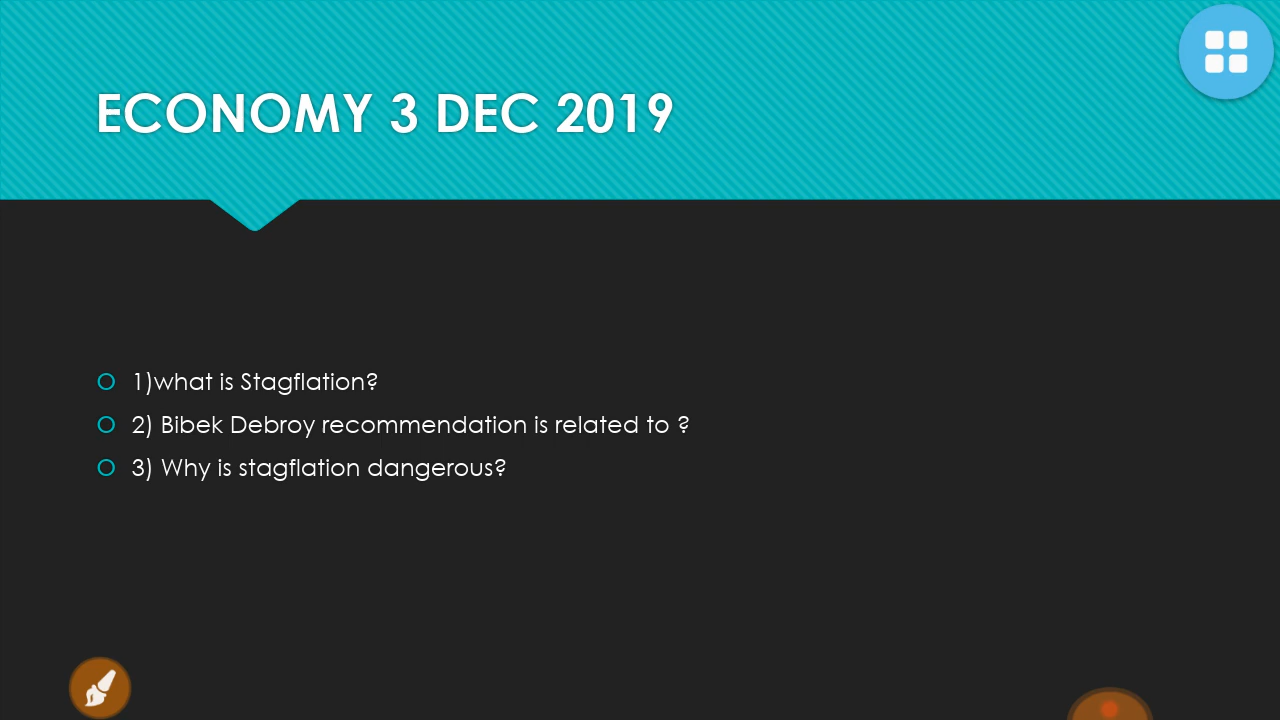 ECONOMY 3 DEC 2019
1)what is Stagflation?
2) Bibek Debroy recommendation is related to ?
3) Why is stagflation dangerous?